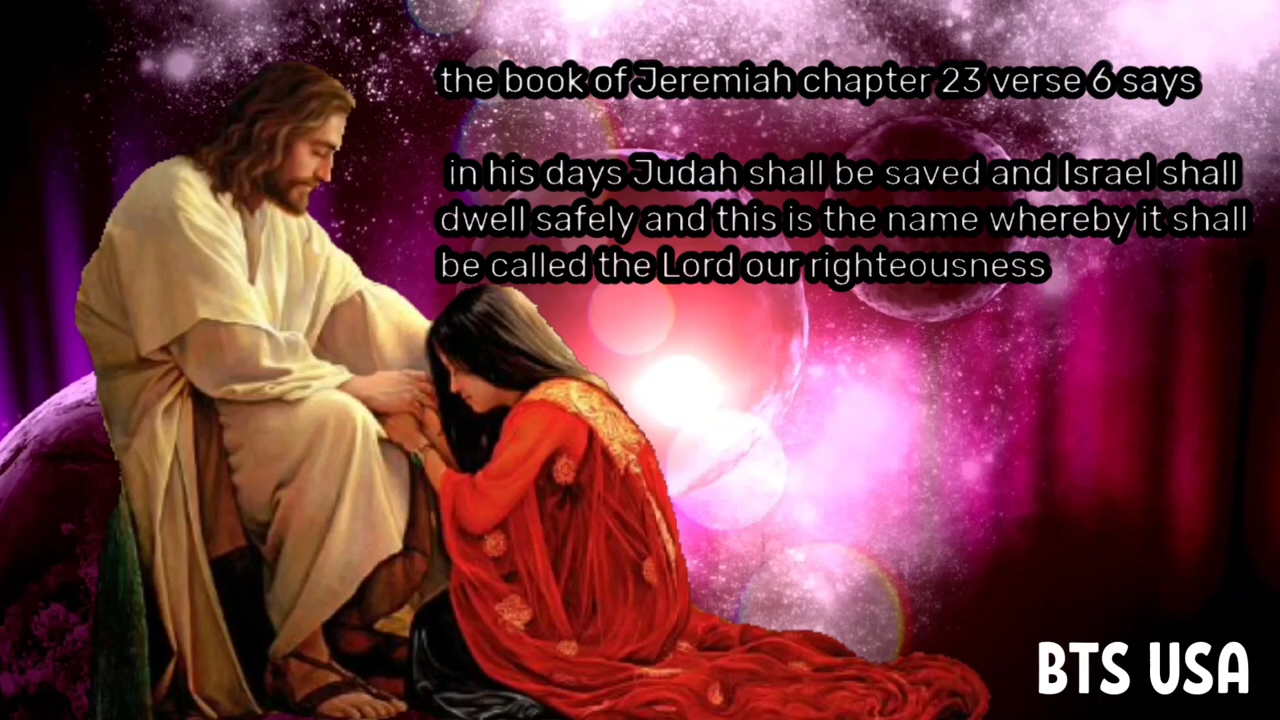 the book of Jeremiah chapter 23 verse 6 says
in his days Judah shall be saved and Israel shall
dwell safely and this is the name whereby it shall
be called the Lord our righteousness
BTS USA